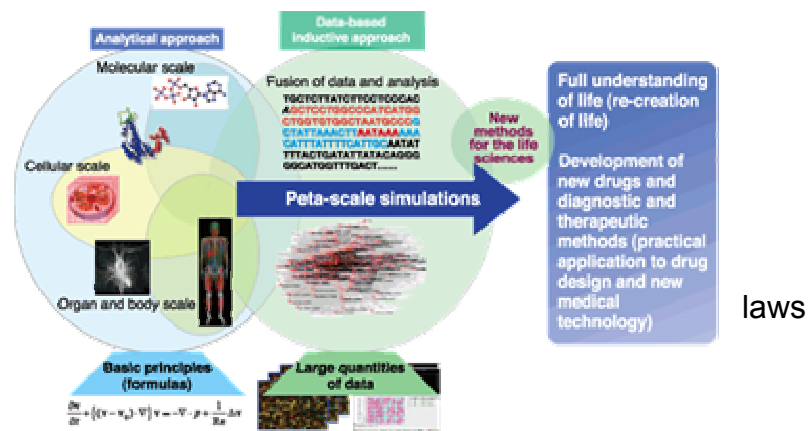 Analytical approach
Data-based
inductive approach
Molecular scale
Fusion of data and analysis
Cellular scale
Organ and body scale
Peta-scale simulations
New
methods
for the life
sciences
Full understanding
of life (re-creation
of life)
Development of
new drugs and
diagnostic and
therapeutic
methods (practical
application to drug
design and new
medical
technology)
laws
Basic principles
(formulas)
Large quantities
of data